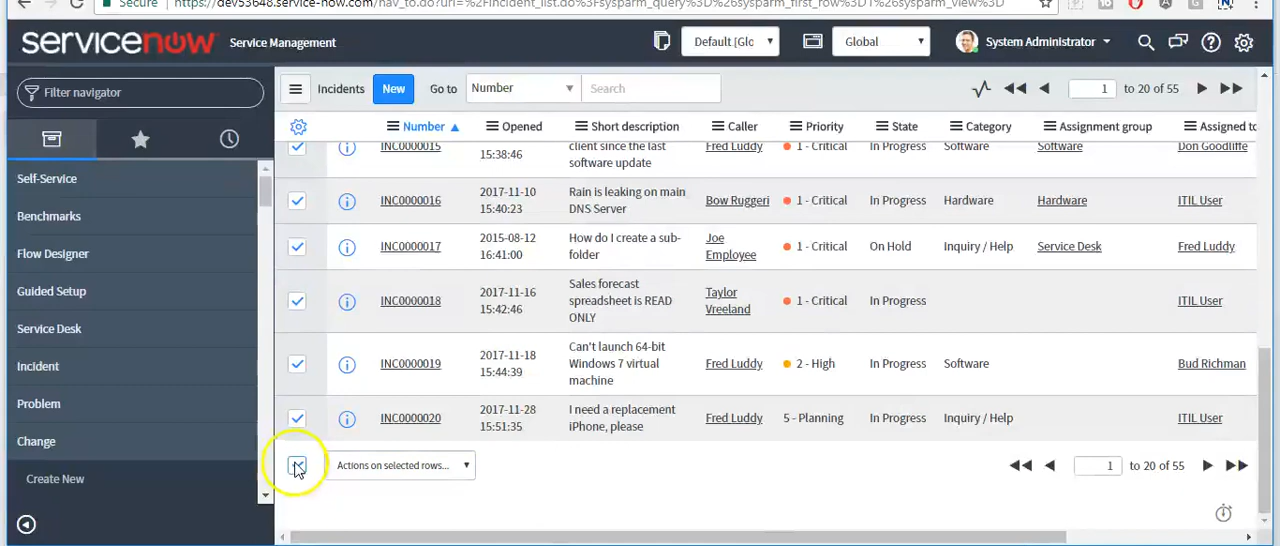 Secure https://dev53648.service-now.com/nav_to.do?uri=%2Fincident_list.do%3Fsysparm_query%26sysparm_first_row%3D1%26sysparm_view%3D
servicenow Service Management Default [Glo Global System Administrator
Filter navigator
Incidents New Go to Number Search 1 to 20 of 55
Number Opened Short description Caller Priority State Category Assignment group Assigned to
INC0000015 15:38:46 client since the last software update Fred Luddy 1 - Critical In Progress Software Software Don Goodliffe
INC0000016 2017-11-10 15:40:23 Rain is leaking on main DNS Server Bow Ruggeri 1 - Critical In Progress Hardware Hardware ITIL User
INC0000017 2015-08-12 16:41:00 How do I create a sub-folder Joe Employee 1 - Critical On Hold Inquiry / Help Service Desk Fred Luddy
INC0000018 2017-11-16 15:42:46 Sales forecast spreadsheet is READ ONLY Taylor Vreeland 1 - Critical In Progress ITIL User
INC0000019 2017-11-18 15:44:39 Can't launch 64-bit Windows 7 virtual machine Fred Luddy 2 - High In Progress Software Bud Richman
INC0000020 2017-11-28 15:51:35 I need a replacement iPhone, please Fred Luddy 5 - Planning In Progress Inquiry / Help ITIL User
Actions on selected rows... 1 to 20 of 55
Self-Service
Benchmarks
Flow Designer
Guided Setup
Service Desk
Incident
Problem
Change
Create New